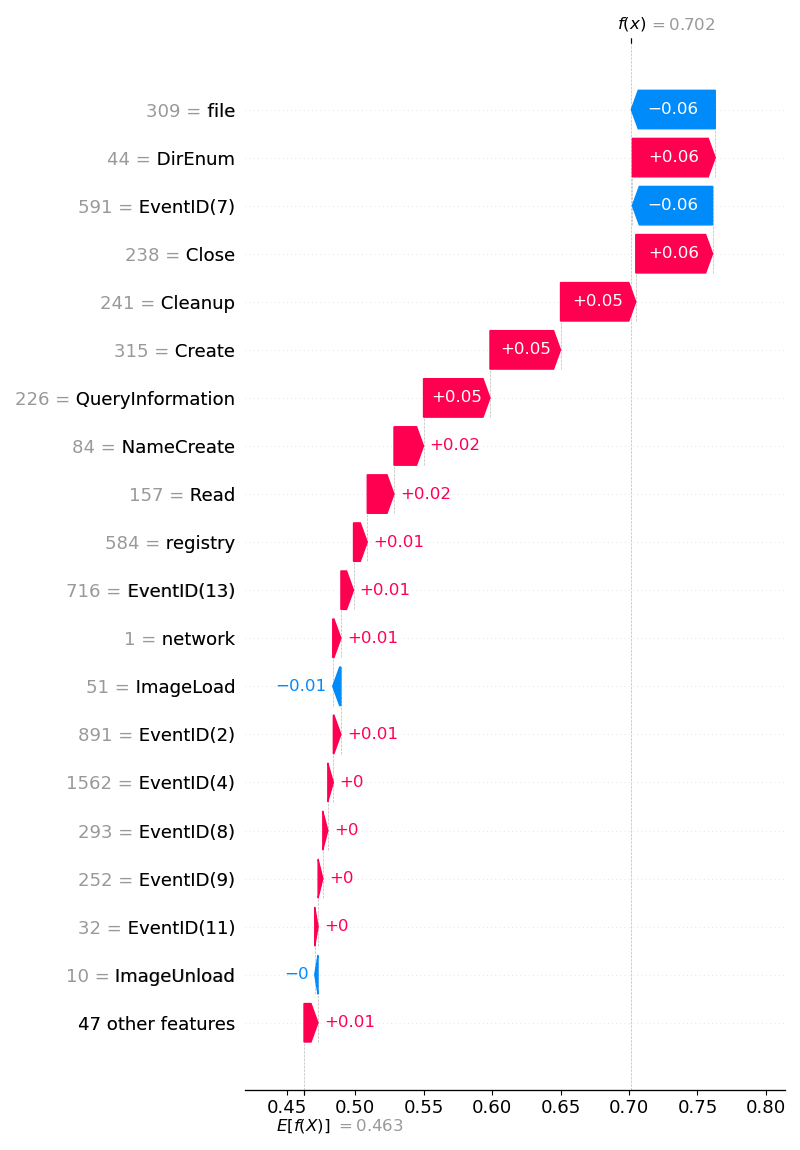 f(x) = 0.702
309 = file −0.06
44 = DirEnum +0.06
591 = EventID(7) −0.06
238 = Close +0.06
241 = Cleanup +0.05
315 = Create +0.05
226 = QueryInformation +0.05
84 = NameCreate +0.02
157 = Read +0.02
584 = registry +0.01
716 = EventID(13) +0.01
1 = network +0.01
51 = ImageLoad −0.01
891 = EventID(2) +0.01
1562 = EventID(4) +0
293 = EventID(8) +0
252 = EventID(9) +0
32 = EventID(11) +0
10 = ImageUnload −0
47 other features +0.01
0.45 0.50 0.55 0.60 0.65 0.70 0.75 0.80
E[f(X)] = 0.463